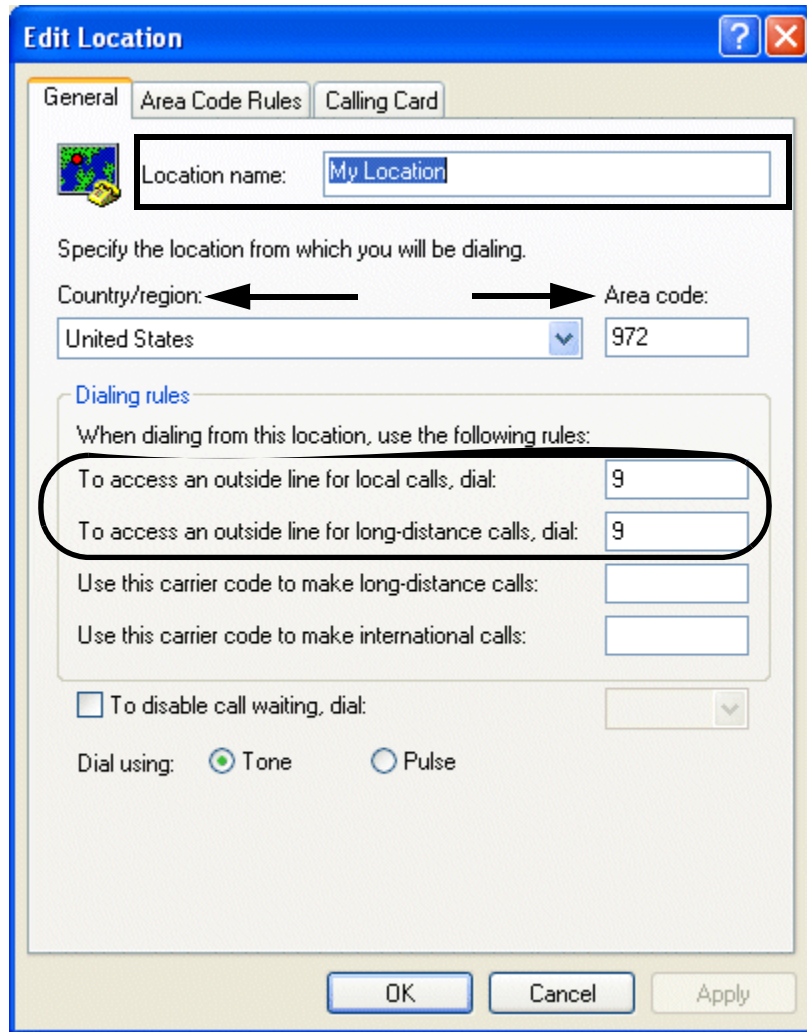 Edit Location
?
General Area Code Rules Calling Card
Location name: My Location
Specify the location from which you will be dialing.
Country/region: Area code:
United States 972
Dialing rules
When dialing from this location, use the following rules:
To access an outside line for local calls, dial: 9
To access an outside line for long-distance calls, dial: 9
Use this carrier code to make long-distance calls:
Use this carrier code to make international calls:
To disable call waiting, dial:
Dial using: Tone Pulse
OK Cancel Apply